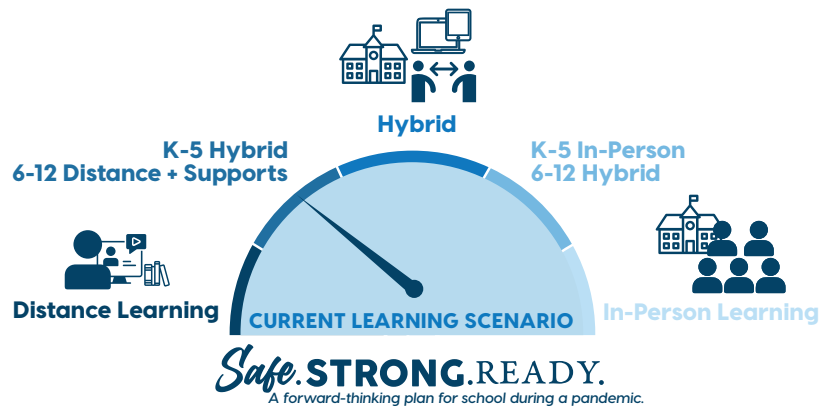 Hybrid
K-5 Hybrid
6-12 Distance + Supports
K-5 In-Person
6-12 Hybrid
Distance Learning
In-Person Learning
CURRENT LEARNING SCENARIO
Safe.STRONG.READY.
A forward-thinking plan for school during a pandemic.